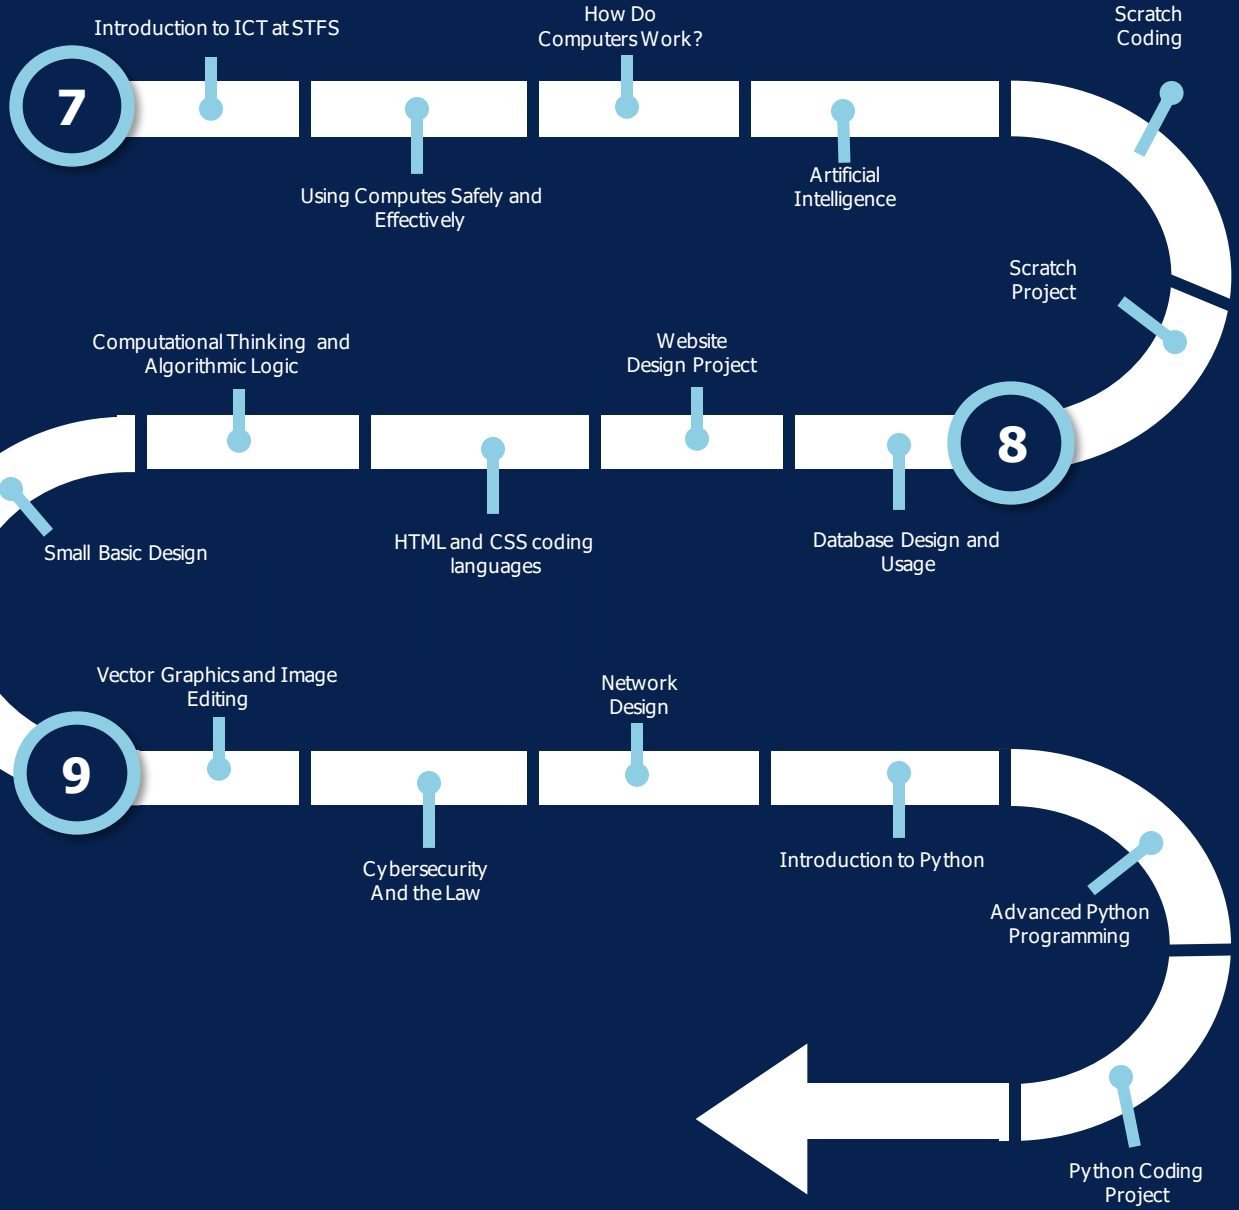 Introduction to ICT at STFS
How Do
Computers Work?
Scratch
Coding
7
Using Computes Safely and
Effectively
Artificial
Intelligence
Scratch
Project
8
Database Design and
Usage
Website
Design Project
HTML and CSS coding
languages
Computational Thinking and
Algorithmic Logic
Small Basic Design
9
Vector Graphics and Image
Editing
Cybersecurity
And the Law
Network
Design
Introduction to Python
Advanced Python
Programming
Python Coding
Project